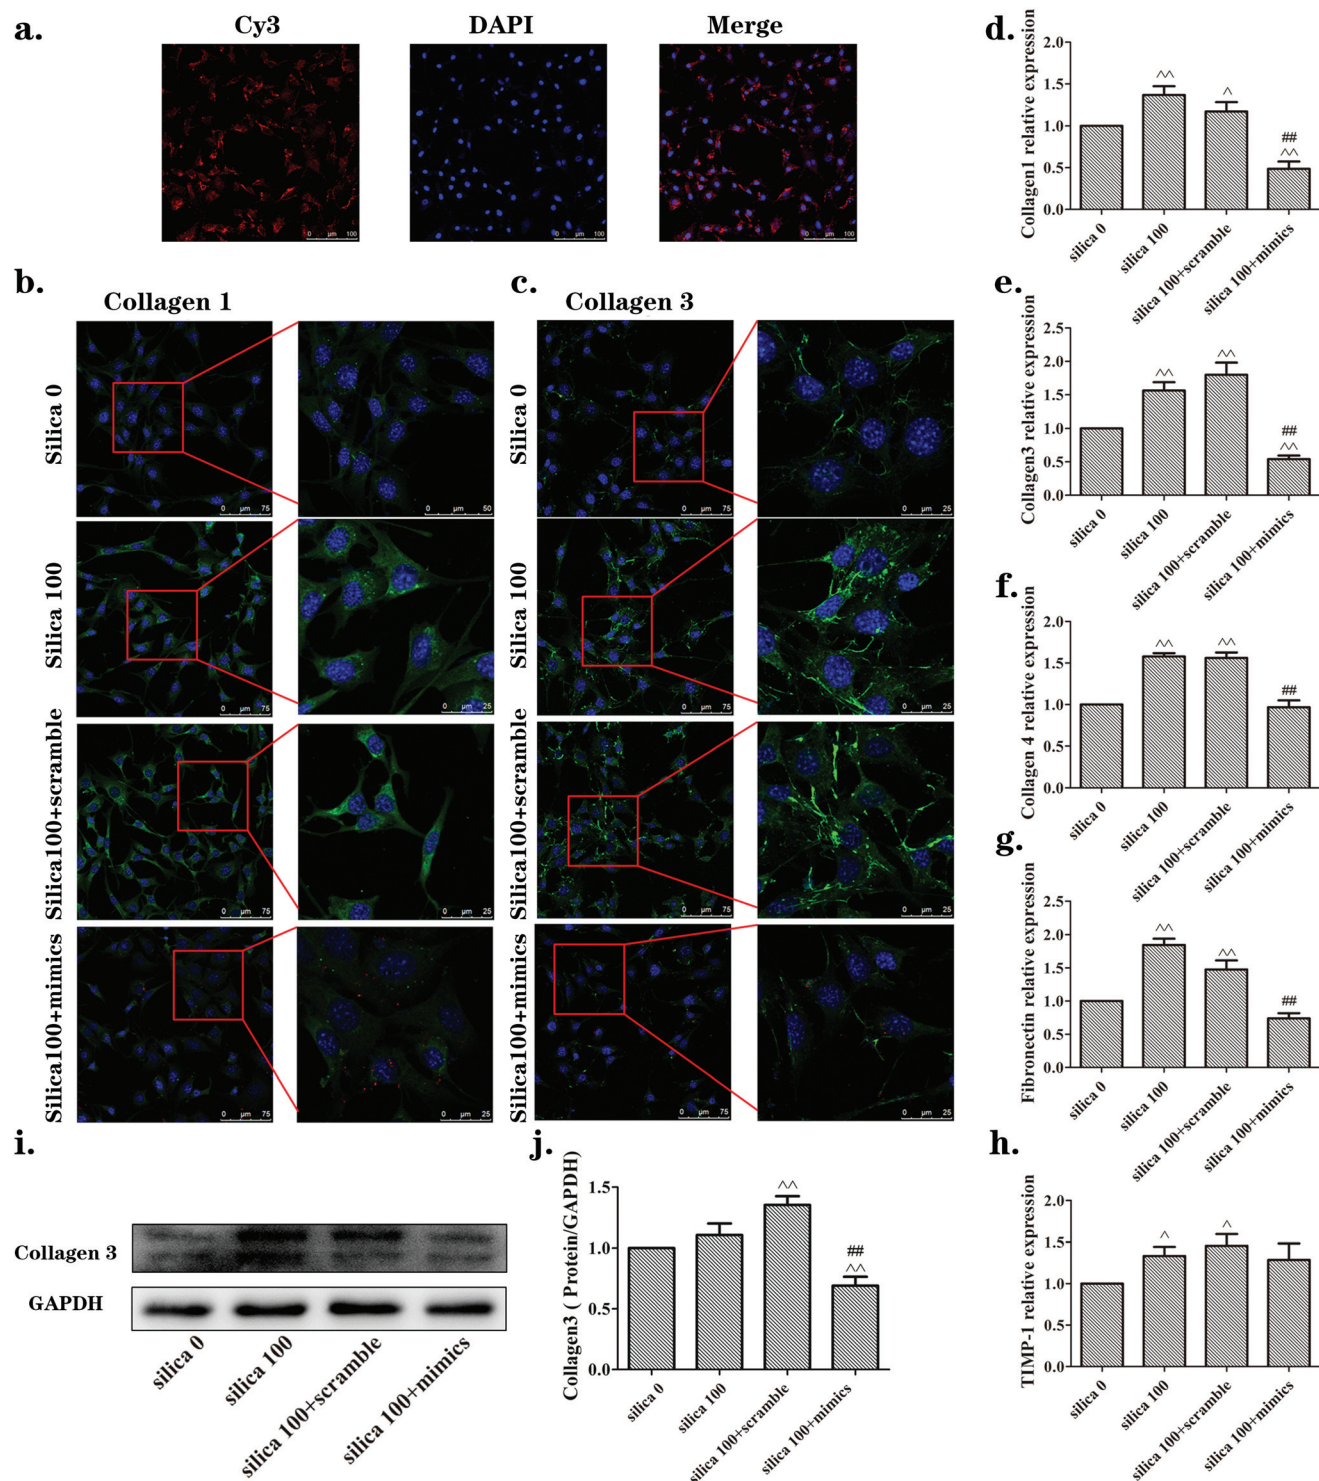 a.
Cy3
DAPI
Merge
0 µm 100
0 µm 100
0 µm 100
b.
Collagen 1
Silica 0
Silica 100
Silica100+scramble
Silica100+mimics
0 µm 75
0 µm 50
0 µm 75
0 µm 25
0 µm 75
0 µm 25
0 µm 75
0 µm 25
c.
Collagen 3
Silica 0
Silica 100
Silica100+scramble
Silica100+mimics
0 µm 75
0 µm 25
0 µm 75
0 µm 25
0 µm 75
0 µm 25
0 µm 75
0 µm 25
d.
Collagen1 relative expression
2.0
1.5
1.0
0.5
0.0
^^
^
##
^^
silica 0
silica 100
silica 100+scramble
silica 100+mimics
e.
Collagen3 relative expression
2.5
2.0
1.5
1.0
0.5
0.0
^^
^^
##
^^
silica 0
silica 100
silica 100+scramble
silica 100+mimics
f.
Collagen 4 relative expression
2.0
1.5
1.0
0.5
0.0
^^
^^
##
silica 0
silica 100
silica 100+scramble
silica 100+mimics
g.
Fibronectin relative expression
2.5
2.0
1.5
1.0
0.5
0.0
^^
^^
##
silica 0
silica 100
silica 100+scramble
silica 100+mimics
h.
TIMP-1 relative expression
2.0
1.5
1.0
0.5
0.0
^
^
silica 0
silica 100
silica 100+scramble
silica 100+mimics
i.
Collagen 3
GAPDH
silica 0
silica 100
silica 100+scramble
silica 100+mimics
j.
Collagen3 ( Protein/GAPDH)
1.5
1.0
0.5
0.0
^^
##
^^
silica 0
silica 100
silica 100+scramble
silica 100+mimics